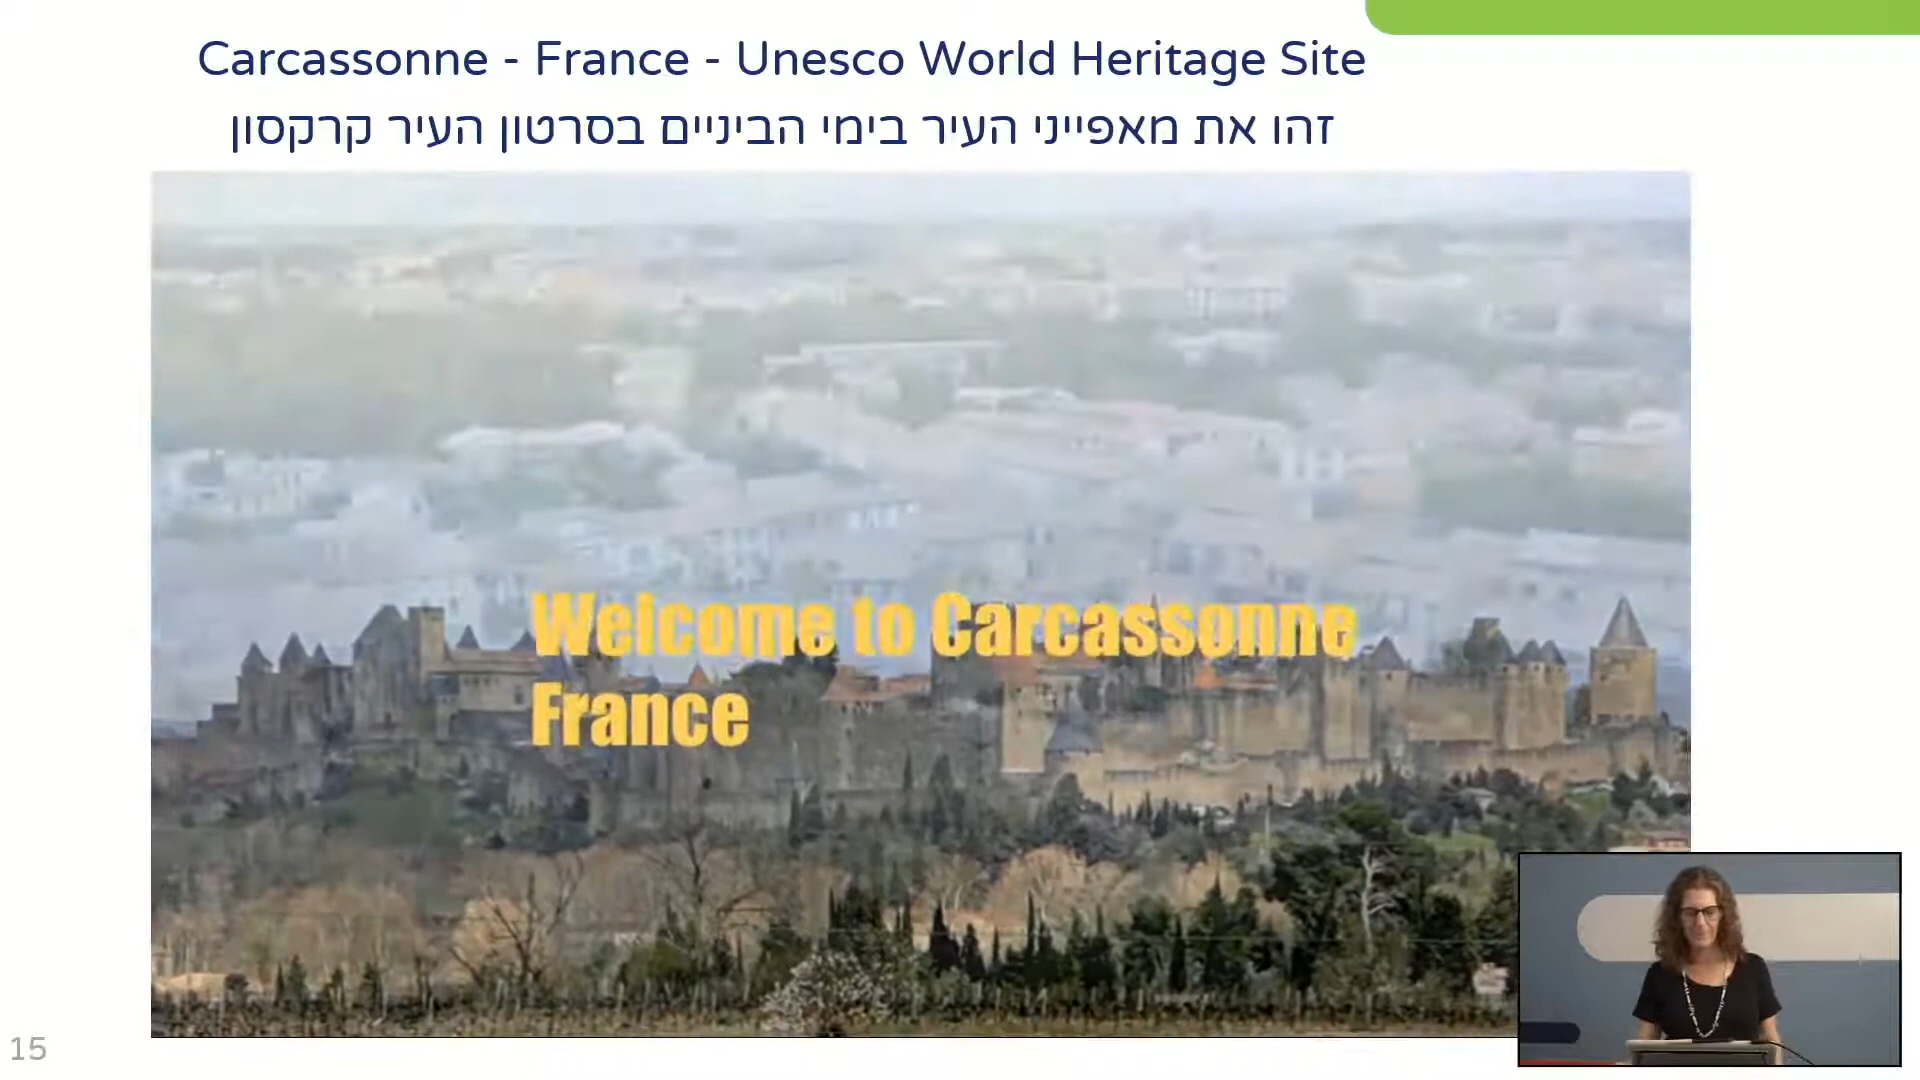 Carcassonne - France - Unesco World Heritage Site
זהו את מאפייני העיר בימי הביניים בסרטון העיר קרקסון
Welcome to Carcassonne
France
15